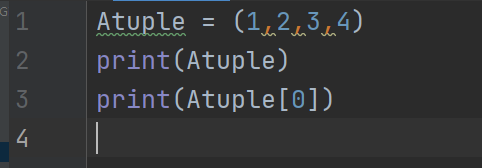 1 Atuple = (1,2,3,4)
2 print(Atuple)
3 print(Atuple[0])
4